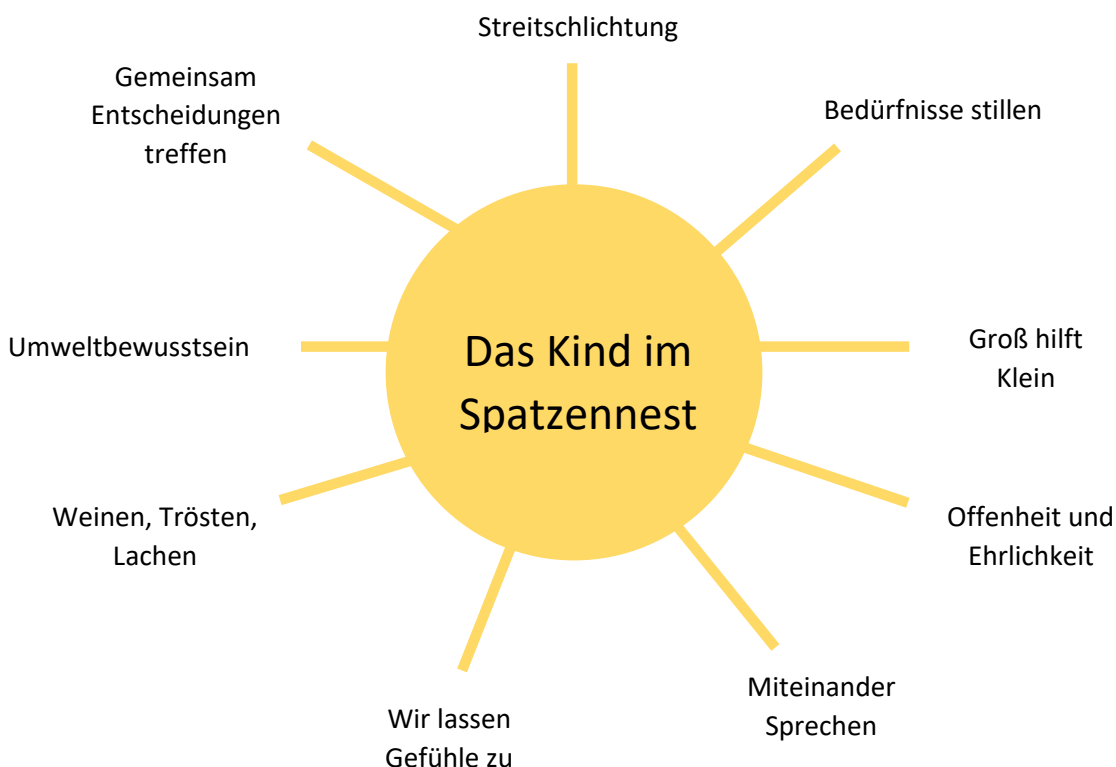 Streitschlichtung
Gemeinsam
Entscheidungen
treffen
Bedürfnisse stillen
Umweltbewusstsein
Das Kind im
Spatzennest
Groß hilft
Klein
Weinen, Trösten,
Lachen
Offenheit und
Ehrlichkeit
Wir lassen
Gefühle zu
Miteinander
Sprechen